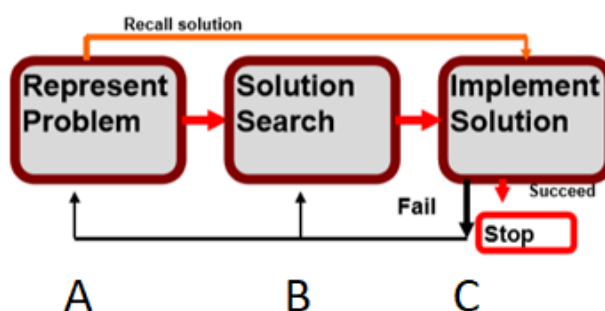 Recall solution
Represent
Problem
Solution
Search
Implement
Solution
Fail
Succeed
Stop
A
B
C